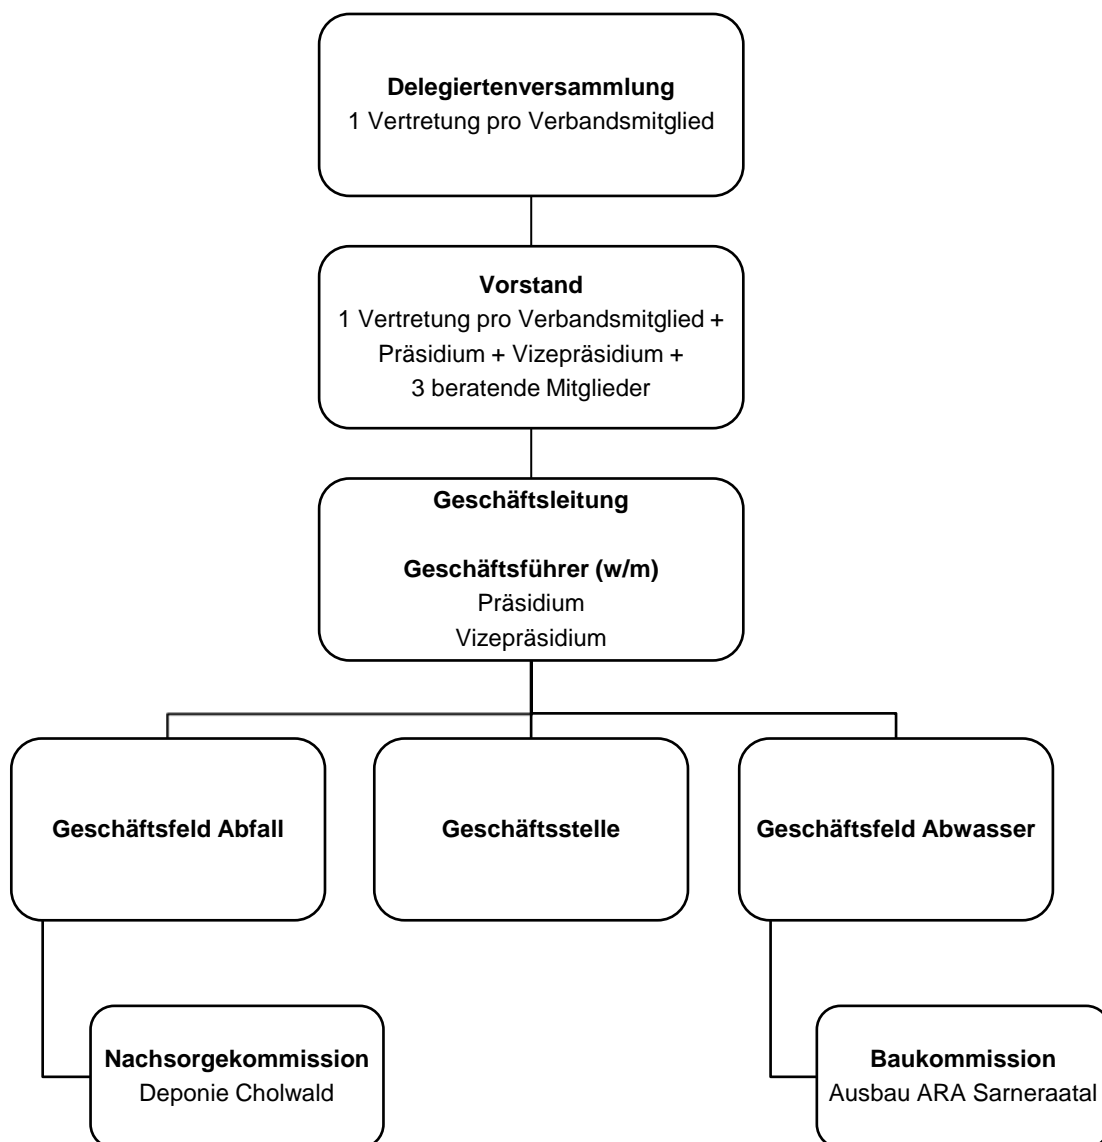 Delegiertenversammlung
1 Vertretung pro Verbandsmitglied
Vorstand
1 Vertretung pro Verbandsmitglied +
Präsidium + Vizepräsidium +
3 beratende Mitglieder
Geschäftsleitung
Geschäftsführer (w/m)
Präsidium
Vizepräsidium
Geschäftsfeld Abfall
Geschäftsstelle
Geschäftsfeld Abwasser
Nachsorgekommission
Deponie Cholwald
Baukommission
Ausbau ARA Sarneraatal